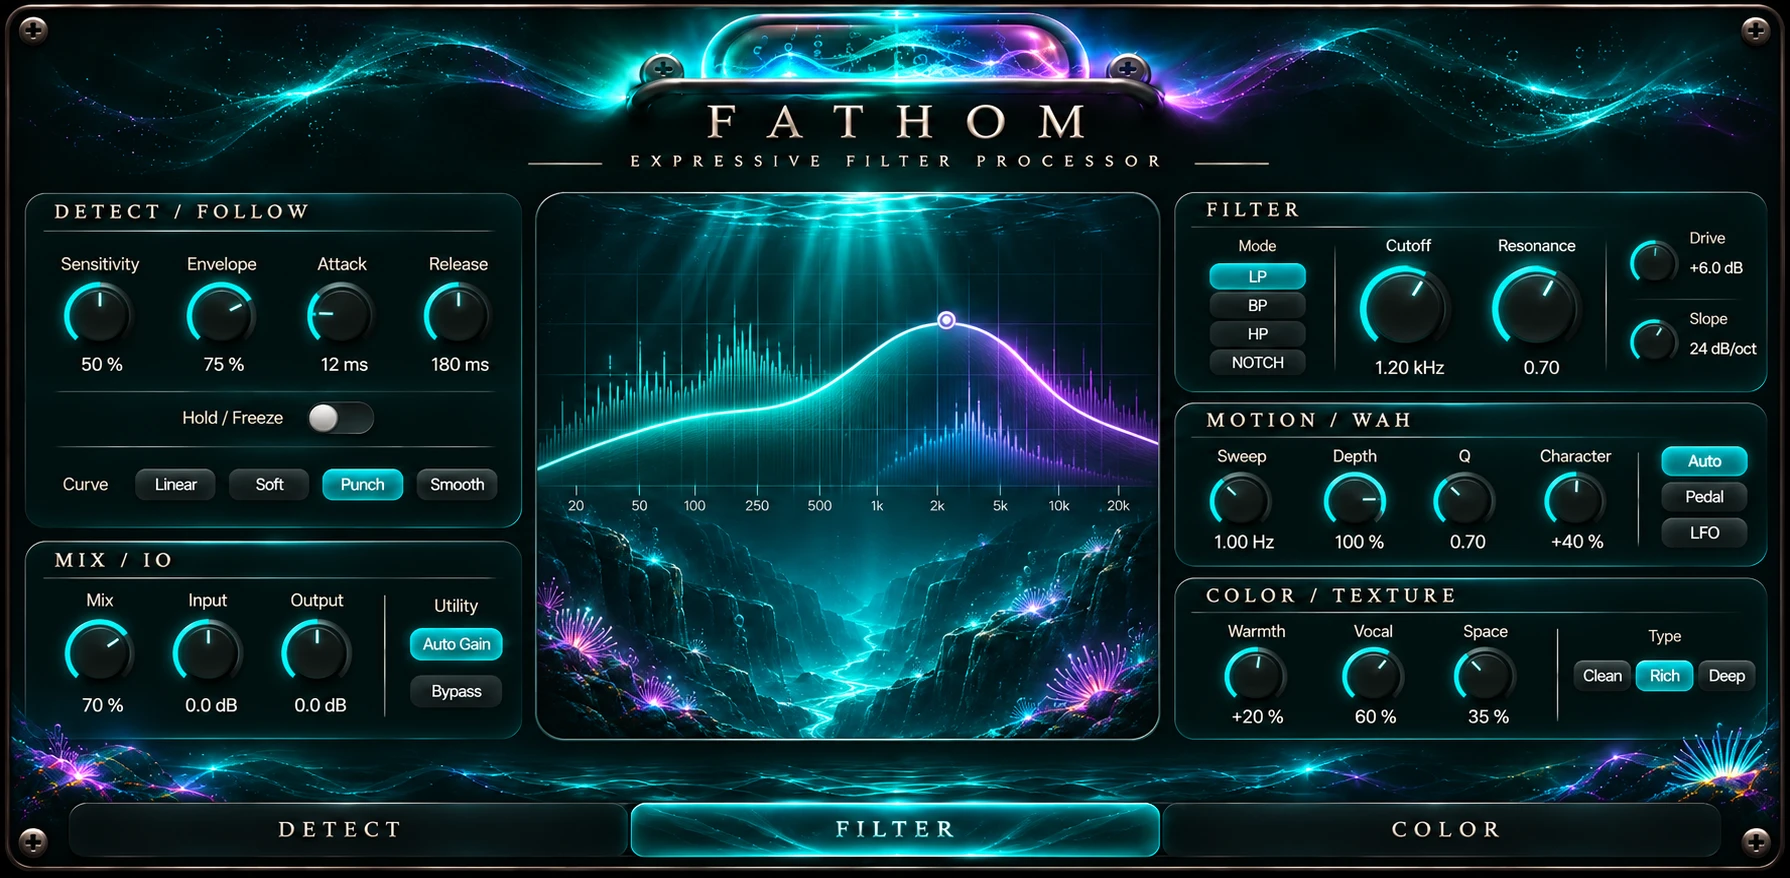 FATHOM
EXPRESSIVE FILTER PROCESSOR
DETECT / FOLLOW
Sensitivity Envelope Attack Release
50 % 75 % 12 ms 180 ms
Hold / Freeze
Curve Linear Soft Punch Smooth
MIX / IO
Mix Input Output
70 % 0.0 dB 0.0 dB
Utility
Auto Gain
Bypass
20 50 100 250 500 1k 2k 5k 10k 20k
FILTER
Mode
LP
BP
HP
NOTCH
Cutoff Resonance
1.20 kHz 0.70
Drive
+6.0 dB
Slope
24 dB/oct
MOTION / WAH
Sweep Depth Q Character
1.00 Hz 100 % 0.70 +40 %
Auto
Pedal
LFO
COLOR / TEXTURE
Warmth Vocal Space
+20 % 60 % 35 %
Type
Clean Rich Deep
DETECT FILTER COLOR